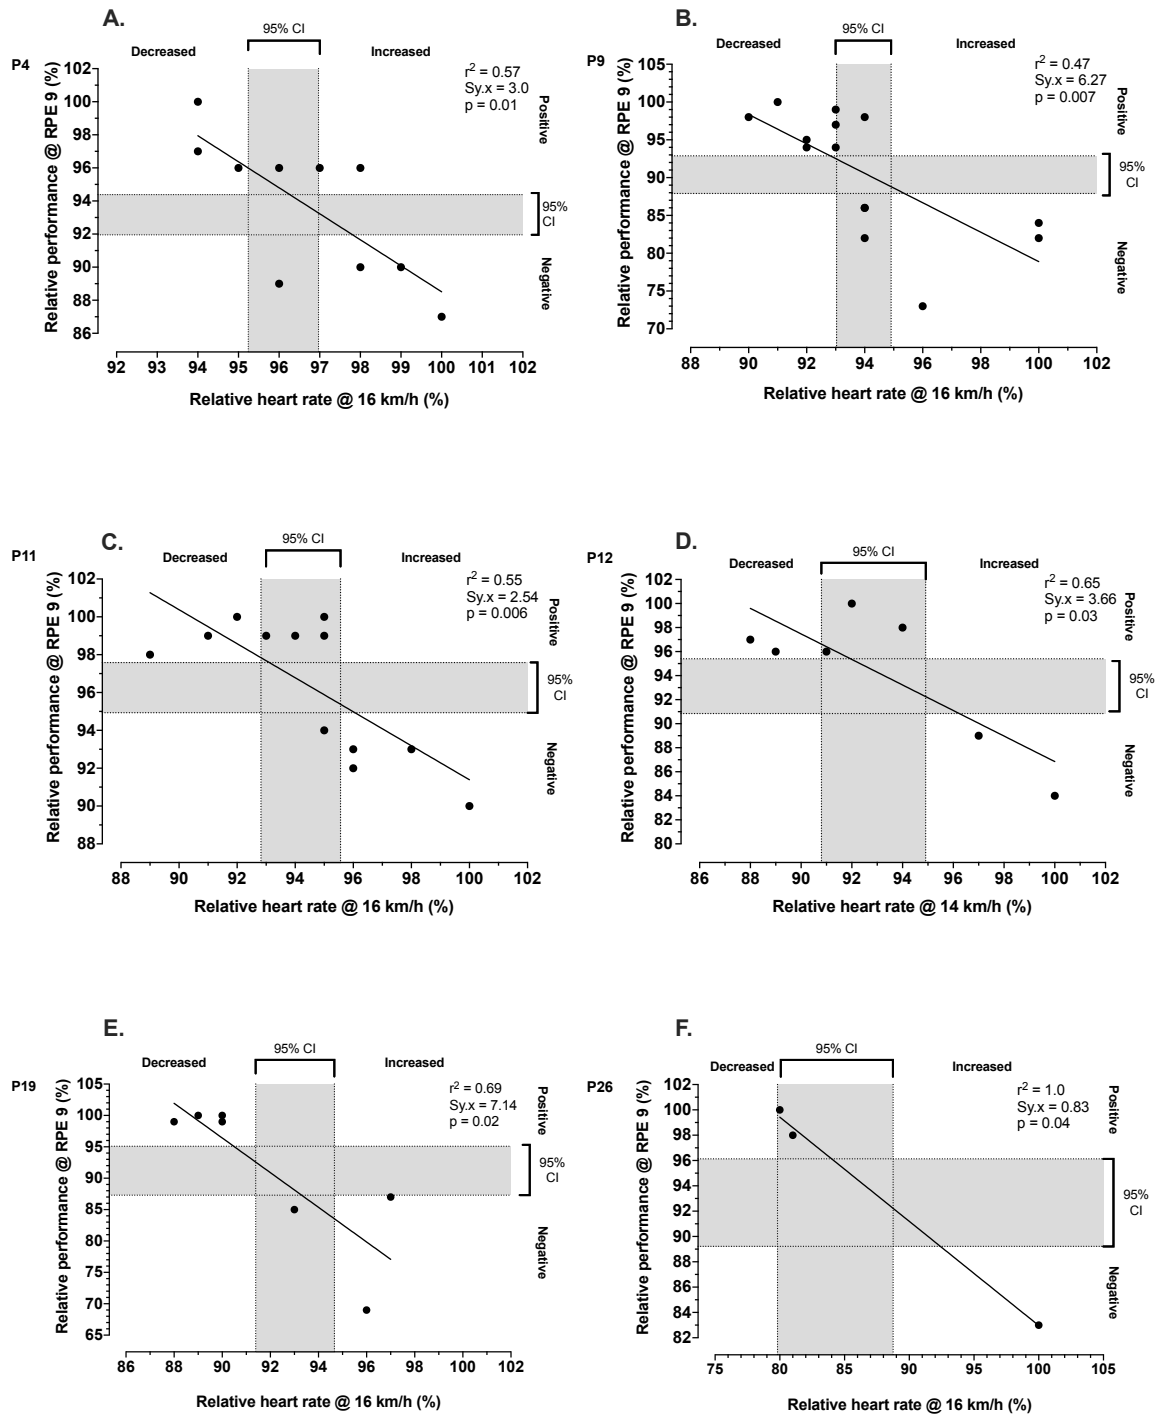 A.
95% CI
Decreased
Increased
P4
r² = 0.57
Sy.x = 3.0
p = 0.01
Relative performance @ RPE 9 (%)
102
100
98
96
94
92
90
88
86
Positive
95%
CI
Negative
92 93 94 95 96 97 98 99 100 101 102
Relative heart rate @ 16 km/h (%)
B.
95% CI
Decreased
Increased
P9
r² = 0.47
Sy.x = 6.27
p = 0.007
Relative performance @ RPE 9 (%)
105
100
95
90
85
80
75
70
Positive
95%
CI
Negative
88 90 92 94 96 98 100 102
Relative heart rate @ 16 km/h (%)
C.
95% CI
Decreased
Increased
P11
r² = 0.55
Sy.x = 2.54
p = 0.006
Relative performance @ RPE 9 (%)
102
100
98
96
94
92
90
88
Positive
95%
CI
Negative
88 90 92 94 96 98 100 102
Relative heart rate @ 16 km/h (%)
D.
95% CI
Decreased
Increased
P12
r² = 0.65
Sy.x = 3.66
p = 0.03
Relative performance @ RPE 9 (%)
102
100
98
96
94
92
90
88
86
84
82
80
Positive
95%
CI
Negative
86 88 90 92 94 96 98 100 102
Relative heart rate @ 14 km/h (%)
E.
95% CI
Decreased
Increased
P19
r² = 0.69
Sy.x = 7.14
p = 0.02
Relative performance @ RPE 9 (%)
105
100
95
90
85
80
75
70
65
Positive
95%
CI
Negative
86 88 90 92 94 96 98 100 102
Relative heart rate @ 16 km/h (%)
F.
95% CI
Decreased
Increased
P26
r² = 1.0
Sy.x = 0.83
p = 0.04
Relative performance @ RPE 9 (%)
102
100
98
96
94
92
90
88
86
84
82
Positive
95%
CI
Negative
75 80 85 90 95 100 105
Relative heart rate @ 16 km/h (%)